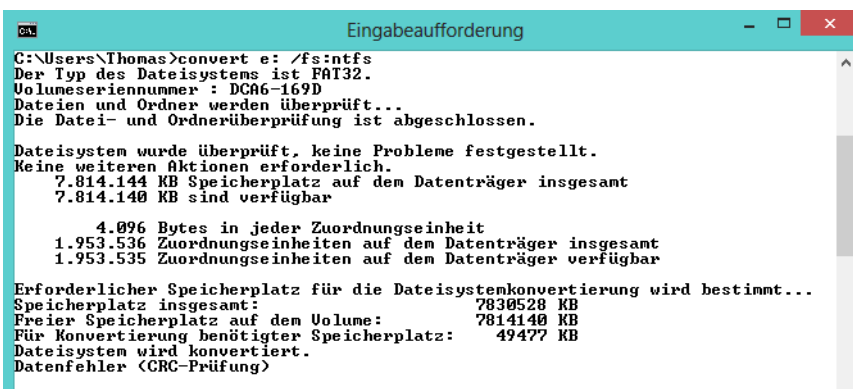 Eingabeaufforderung
C:\Users\Thomas>convert e: /fs:ntfs
Der Typ des Dateisystems ist FAT32.
Volumeseriennummer : DCA6-169D
Dateien und Ordner werden überprüft...
Die Datei- und Ordnerüberprüfung ist abgeschlossen.
Dateisystem wurde überprüft, keine Probleme festgestellt.
Keine weiteren Aktionen erforderlich.
7.814.144 KB Speicherplatz auf dem Datenträger insgesamt
7.814.140 KB sind verfügbar
4.096 Bytes in jeder Zuordnungseinheit
1.953.536 Zuordnungseinheiten auf dem Datenträger insgesamt
1.953.535 Zuordnungseinheiten auf dem Datenträger verfügbar
Erforderlicher Speicherplatz für die Dateisystemkonvertierung wird bestimmt...
Speicherplatz insgesamt: 7830528 KB
Freier Speicherplatz auf dem Volume: 7814140 KB
Für Konvertierung benötigter Speicherplatz: 49477 KB
Dateisystem wird konvertiert.
Datenfehler (CRC-Prüfung)